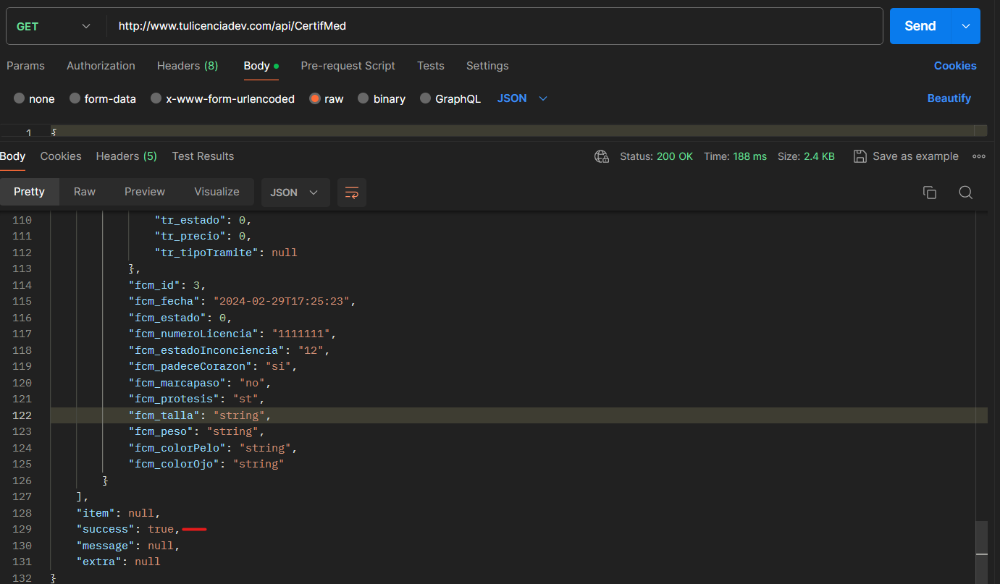 GET http://www.tulicenciadev.com/api/CertifMed Send
Params Authorization Headers (8) Body Pre-request Script Tests Settings Cookies
none form-data x-www-form-urlencoded raw binary GraphQL JSON Beautify
1 {
Body Cookies Headers (5) Test Results Status: 200 OK Time: 188 ms Size: 2.4 KB Save as example
Pretty Raw Preview Visualize JSON
110 "tr_estado": 0,
111 "tr_precio": 0,
112 "tr_tipoTramite": null
113 },
114 "fcm_id": 3,
115 "fcm_fecha": "2024-02-29T17:25:23",
116 "fcm_estado": 0,
117 "fcm_numeroLicencia": "1111111",
118 "fcm_estadoInconciencia": "12",
119 "fcm_padeceCorazon": "si",
120 "fcm_marcapaso": "no",
121 "fcm_protesis": "st",
122 "fcm_talla": "string",
123 "fcm_peso": "string",
124 "fcm_colorPelo": "string",
125 "fcm_colorOjo": "string"
126 }
127 ],
128 "item": null,
129 "success": true,
130 "message": null,
131 "extra": null
132 }